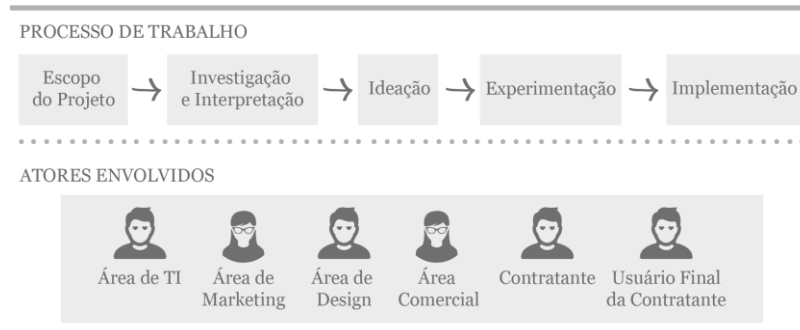 PROCESSO DE TRABALHO
Escopo
do Projeto
Investigação
e Interpretação
Ideação
Experimentação
Implementação
ATORES ENVOLVIDOS
Área de TI
Área de
Marketing
Área de
Design
Área
Comercial
Contratante
Usuário Final
da Contratante